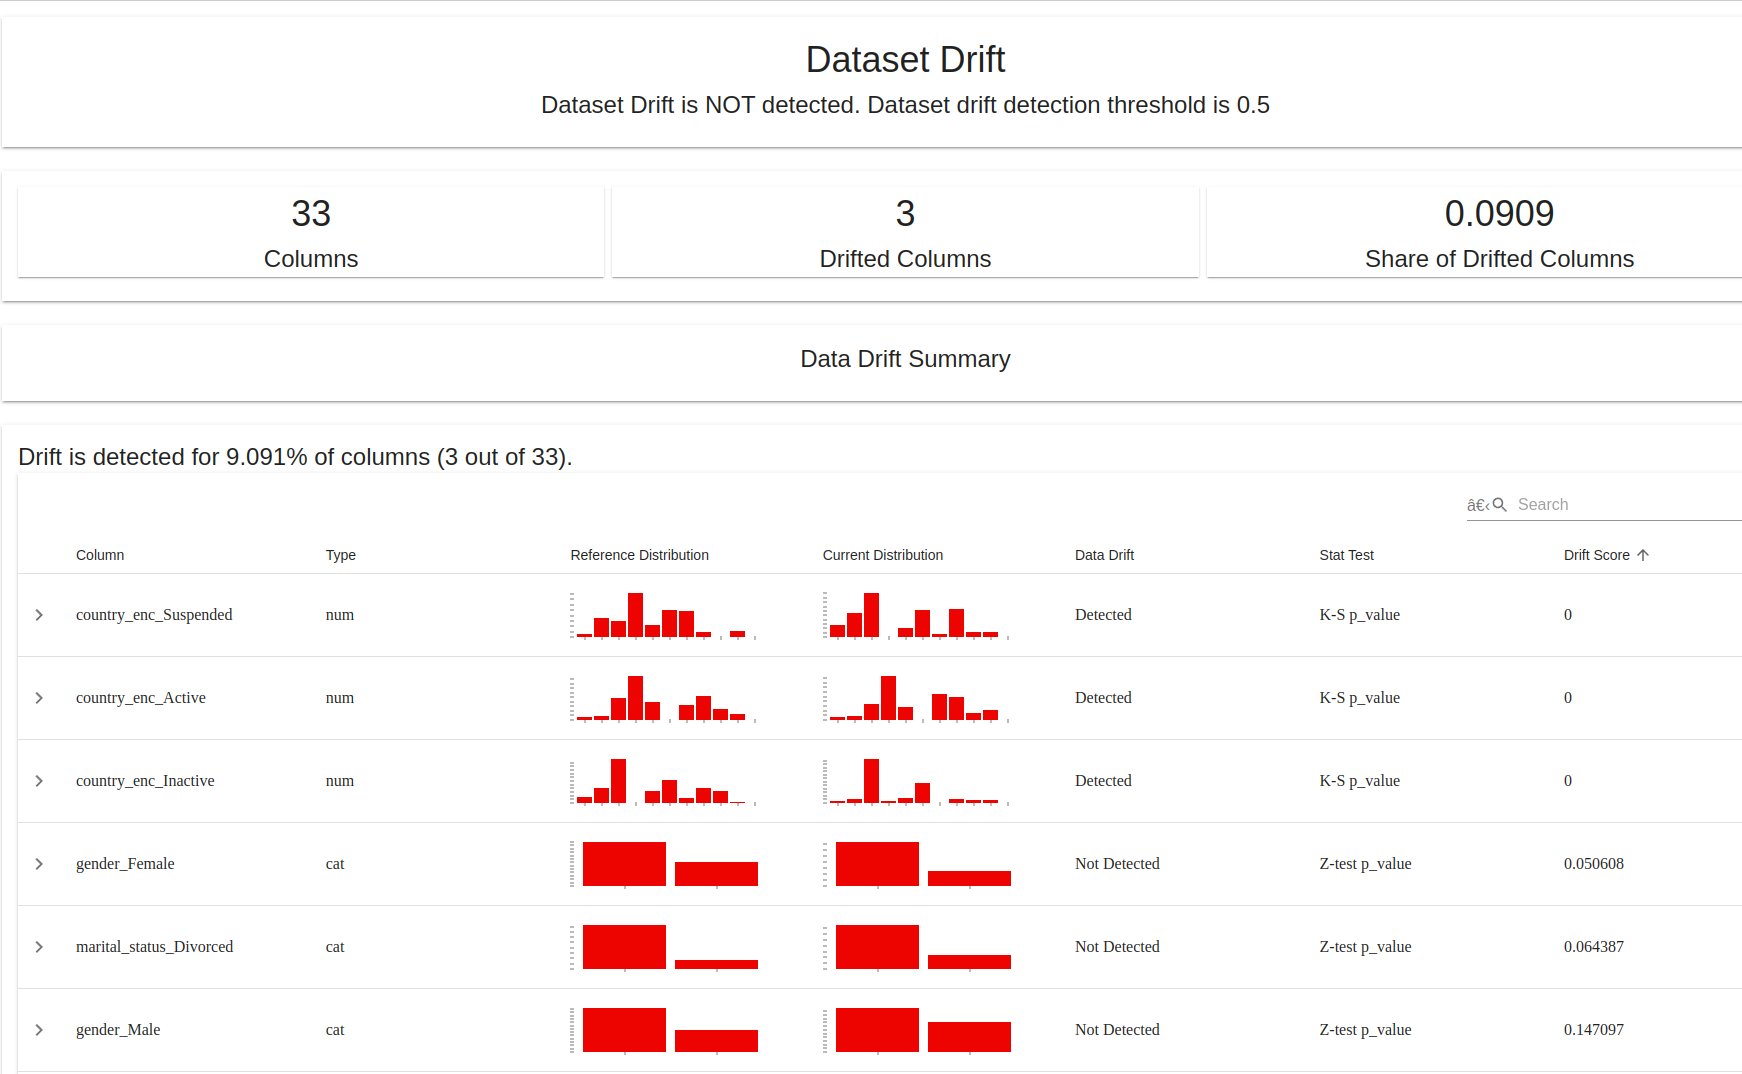 Dataset Drift
Dataset Drift is NOT detected. Dataset drift detection threshold is 0.5
33 3 0.0909
Columns Drifted Columns Share of Drifted Columns
Data Drift Summary
Drift is detected for 9.091% of columns (3 out of 33).
â€‹ Search
Column Type Reference Distribution Current Distribution Data Drift Stat Test Drift Score
country_enc_Suspended num Detected K-S p_value 0
country_enc_Active num Detected K-S p_value 0
country_enc_Inactive num Detected K-S p_value 0
gender_Female cat Not Detected Z-test p_value 0.050608
marital_status_Divorced cat Not Detected Z-test p_value 0.064387
gender_Male cat Not Detected Z-test p_value 0.147097